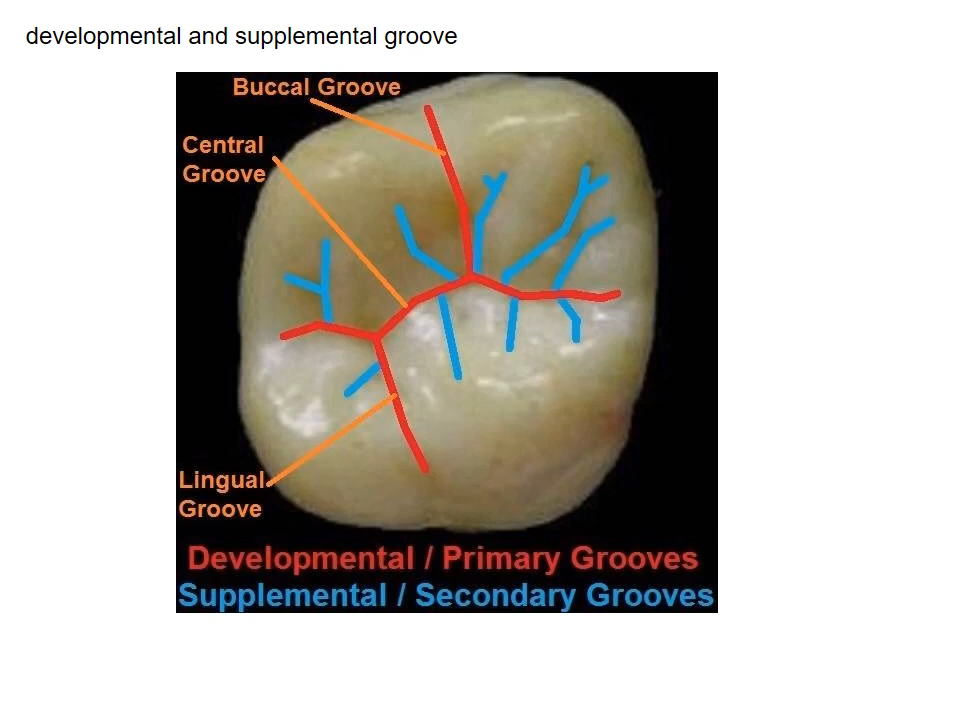 developmental and supplemental groove
Buccal Groove
Central
Groove
Lingual
Groove
Developmental / Primary Grooves
Supplemental / Secondary Grooves